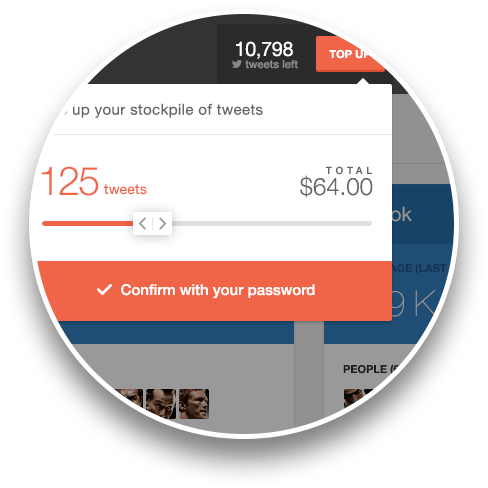 10,798
tweets left
TOP UP
up your stockpile of tweets
125 tweets
TOTAL
$64.00
Confirm with your password
ok
AGE (LAST
9 K
PEOPLE (